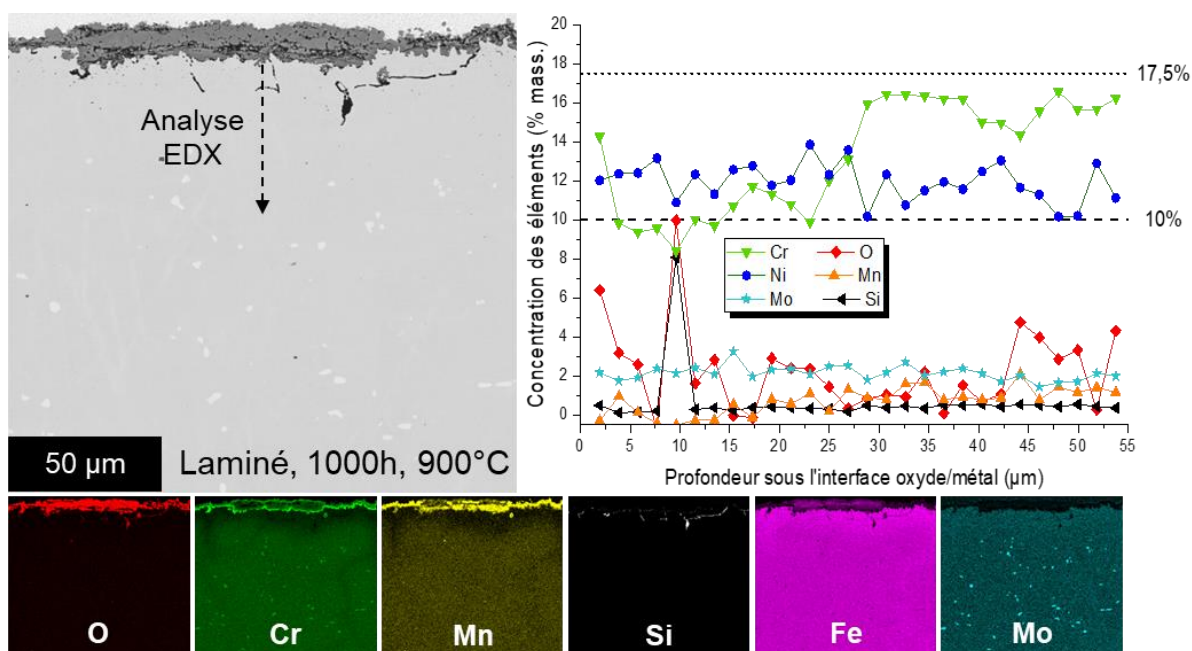 Analyse
EDX
50 µm
Laminé, 1000h, 900°C
Concentration des éléments (% mass.)
20
18
16
14
12
10
8
6
4
2
0
17,5%
10%
Cr
O
Ni
Mn
Mo
Si
0 5 10 15 20 25 30 35 40 45 50 55
Profondeur sous l'interface oxyde/métal (µm)
O
Cr
Mn
Si
Fe
Mo